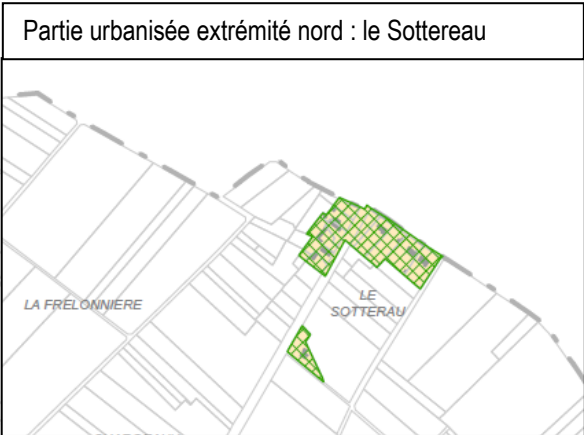 Partie urbanisée extrémité nord : le Sottereau
LA FRELONNIERE
LE
SOTTERAU